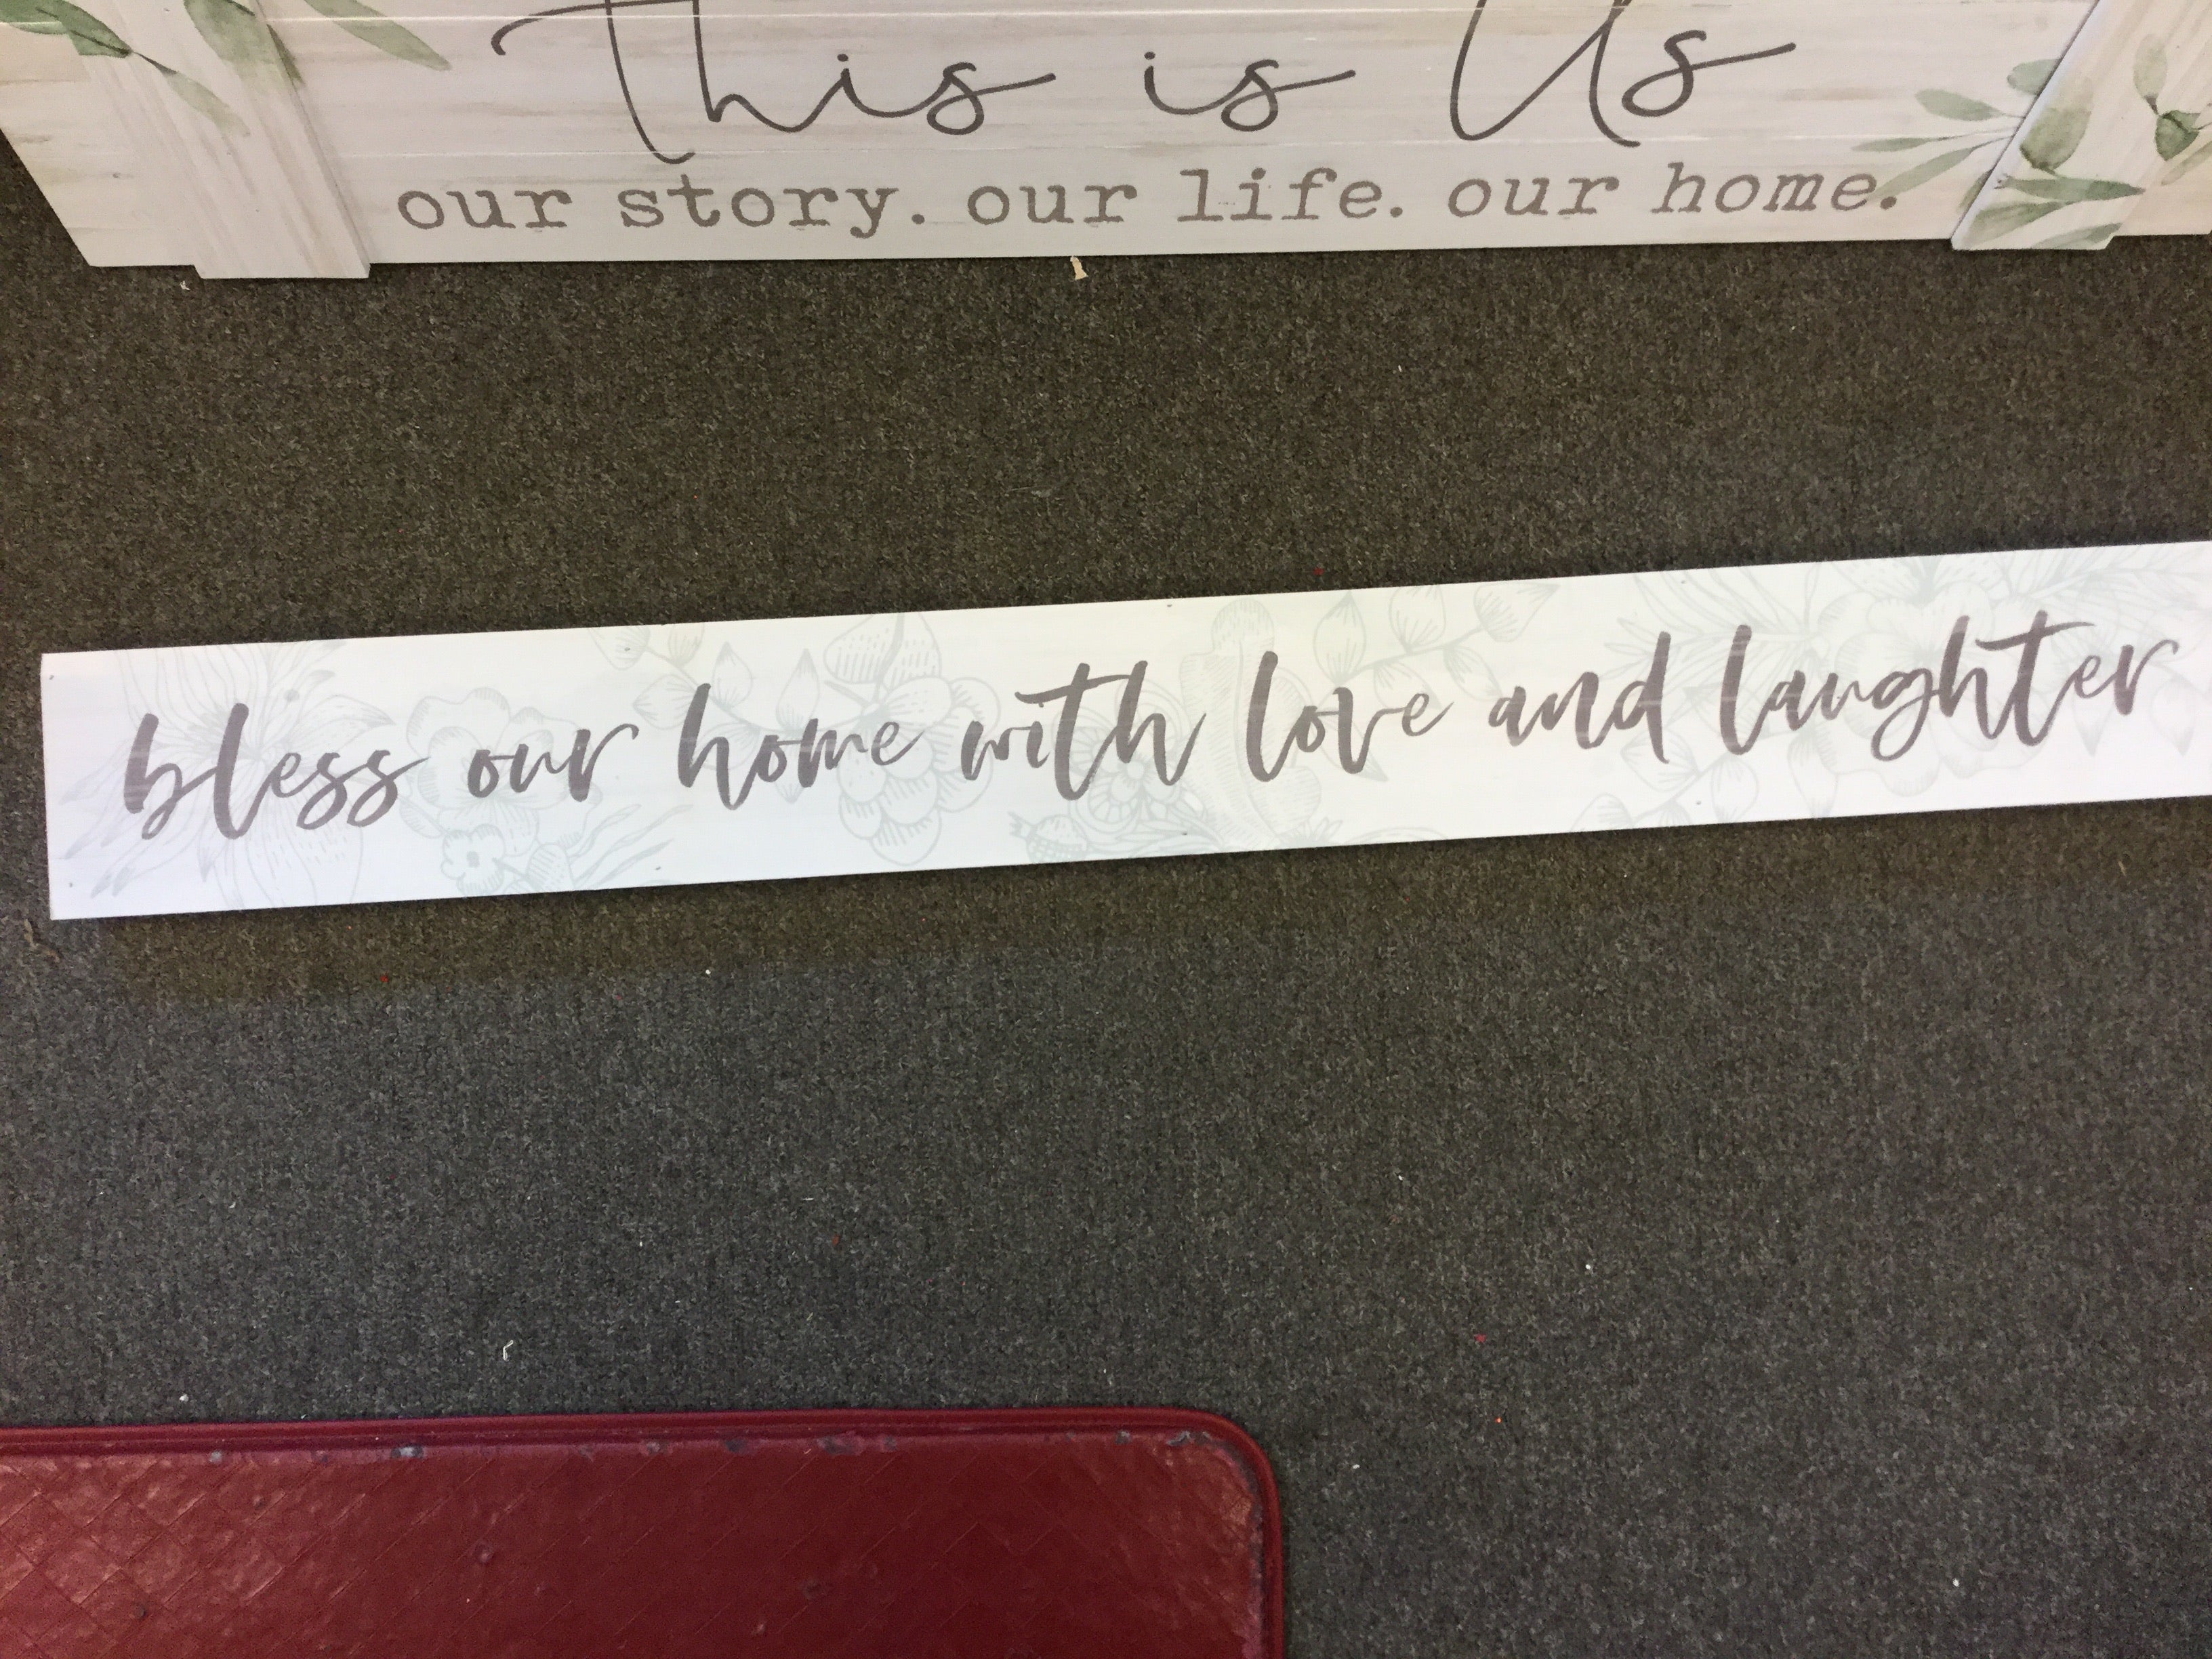 This is Us
our story. our life. our home.
bless our home with love and laughter